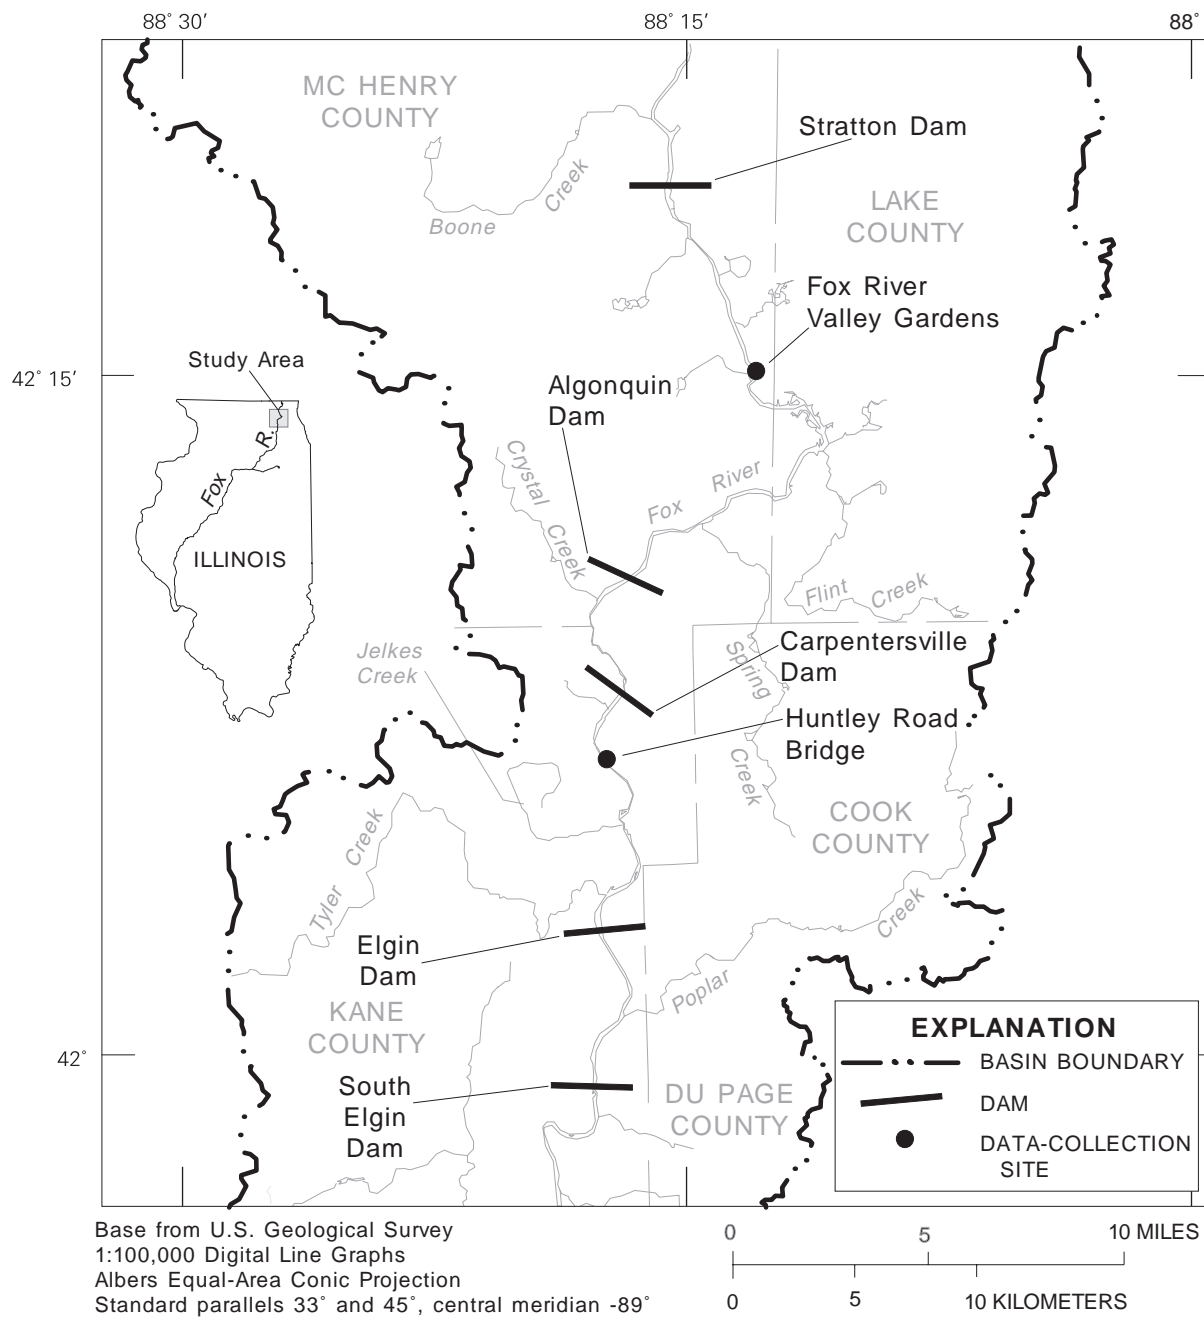 88˚ 30′
88˚ 15′
88˚
MC HENRY
COUNTY
Stratton Dam
Creek
Boone
LAKE
COUNTY
Fox River
Valley Gardens
Study Area
42˚ 15′
Algonquin
Dam
R.
Fox
ILLINOIS
Crystal Creek
Fox River
Flint Creek
Jelkes
Creek
Carpentersville
Dam
Spring
Creek
Huntley Road
Bridge
COOK
COUNTY
Tyler Creek
Creek
Poplar
Elgin
Dam
KANE
COUNTY
42˚
South
Elgin
Dam
DU PAGE
COUNTY
EXPLANATION
BASIN BOUNDARY
DAM
DATA-COLLECTION
SITE
Base from U.S. Geological Survey
1:100,000 Digital Line Graphs
Albers Equal-Area Conic Projection
Standard parallels 33˚ and 45˚, central meridian -89˚
0 5 10 MILES
0 5 10 KILOMETERS